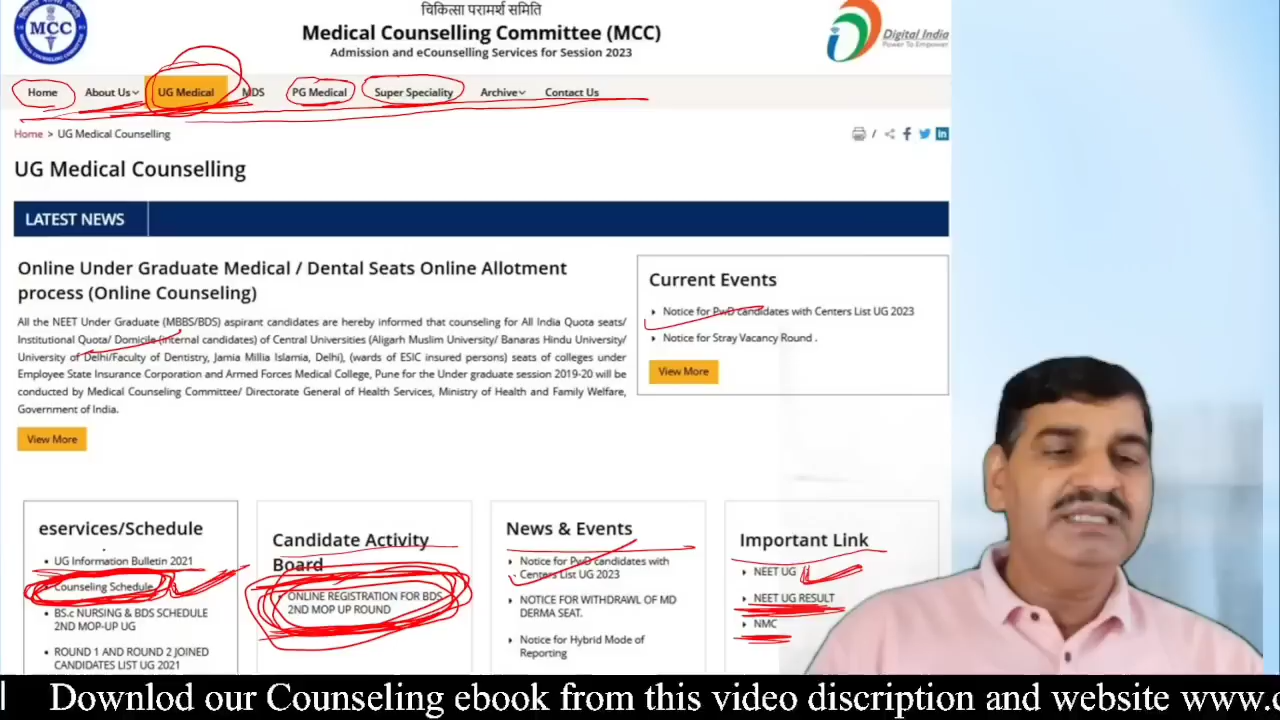 चिकित्सा परामर्श समिति
MCC
Medical Counselling Committee (MCC)
Admission and eCounselling Services for Session 2023
Digital India
Power To Empower
Home About Us UG Medical MDS PG Medical Super Speciality Archive Contact Us
Home > UG Medical Counselling
UG Medical Counselling
LATEST NEWS
Online Under Graduate Medical / Dental Seats Online Allotment
process (Online Counseling)
All the NEET Under Graduate (MBBS/BDS) aspirant candidates are hereby informed that counseling for All India Quota seats/
Institutional Quota/ Domicile (internal candidates) of Central Universities (Aligarh Muslim University/ Banaras Hindu University/
University of Delhi/Faculty of Dentistry, Jamia Millia Islamia, Delhi), (wards of ESIC insured persons) seats of colleges under
Employee State Insurance Corporation and Armed Forces Medical College, Pune for the Under graduate session 2019-20 will be
conducted by Medical Counseling Committee/ Directorate General of Health Services, Ministry of Health and Family Welfare,
Government of India.
View More
Current Events
Notice for PwD candidates with Centers List UG 2023
Notice for Stray Vacancy Round .
View More
eservices/Schedule
UG Information Bulletin 2021
Counseling Schedule
BS.c NURSING & BDS SCHEDULE
2ND MOP-UP UG
ROUND 1 AND ROUND 2 JOINED
CANDIDATES LIST UG 2021
Candidate Activity
Board
ONLINE REGISTRATION FOR BDS
2ND MOP UP ROUND
News & Events
Notice for PwD candidates with
Centers List UG 2023
NOTICE FOR WITHDRAWL OF MD
DERMA SEAT.
Notice for Hybrid Mode of
Reporting
Important Link
NEET UG
NEET UG RESULT
NMC
Downlod our Counseling ebook from this video discription and website www.